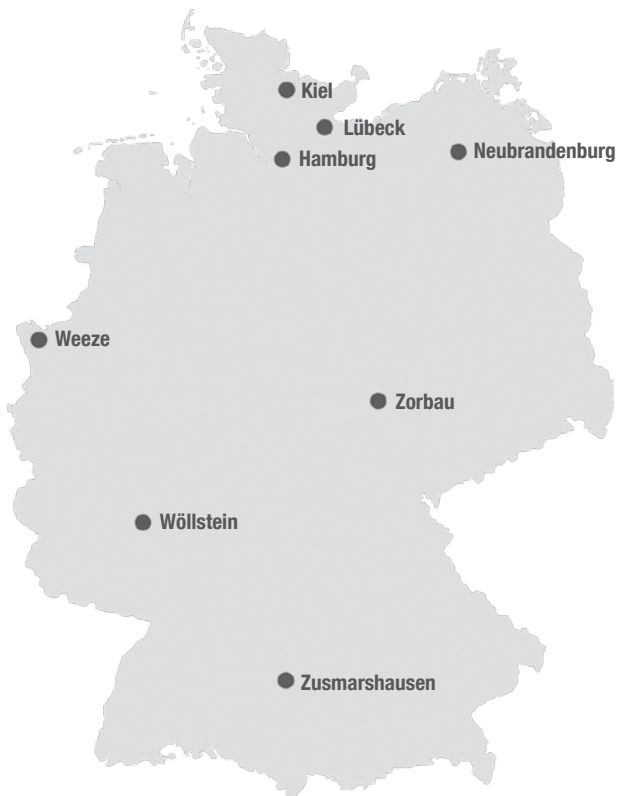 Kiel
Lübeck
Hamburg
Neubrandenburg
Weeze
Zorbau
Wöllstein
Zusmarshausen